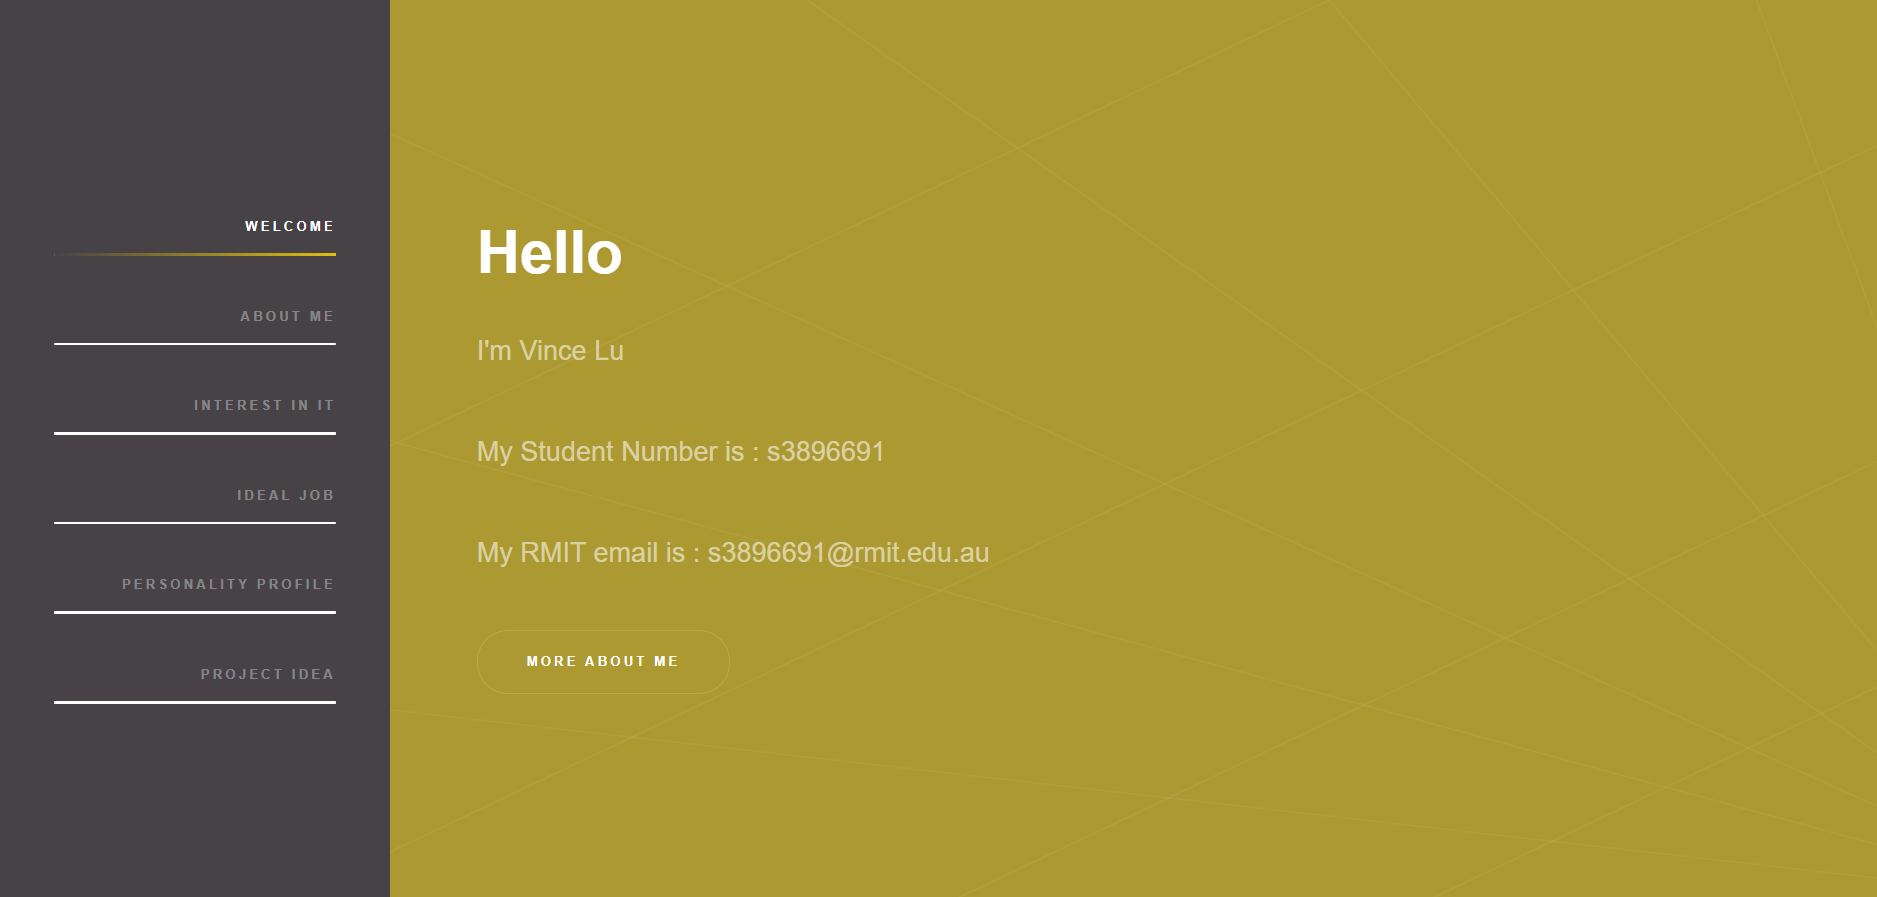 WELCOME
ABOUT ME
INTEREST IN IT
IDEAL JOB
PERSONALITY PROFILE
PROJECT IDEA
Hello
I'm Vince Lu
My Student Number is : s3896691
My RMIT email is : s3896691@rmit.edu.au
MORE ABOUT ME